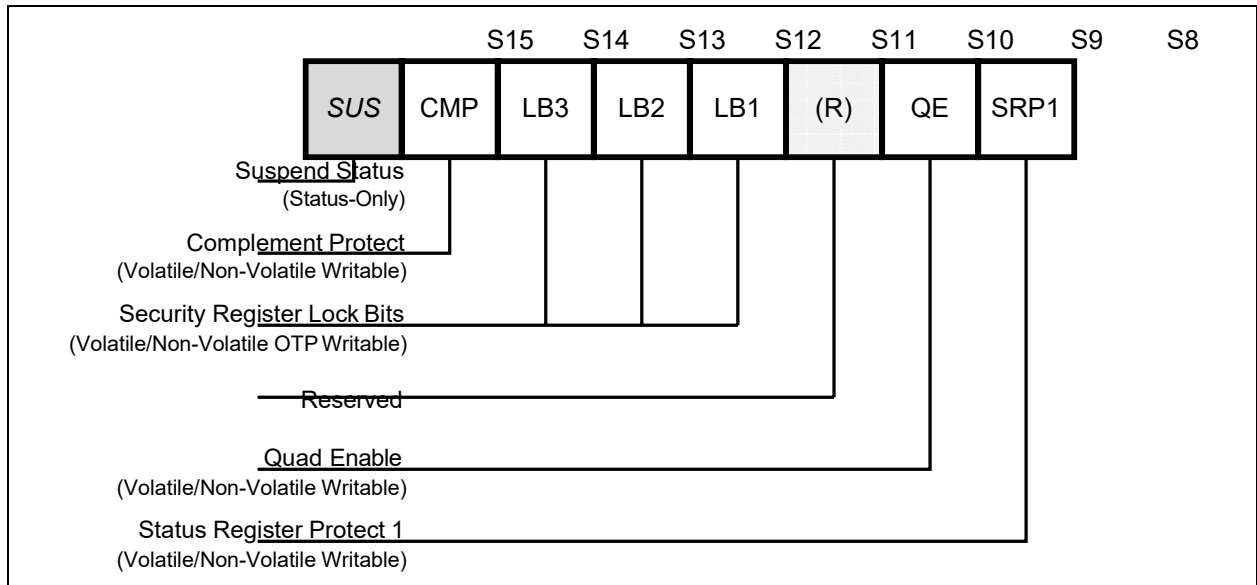 S15 S14 S13 S12 S11 S10 S9 S8
SUS CMP LB3 LB2 LB1 (R) QE SRP1
Suspend Status
(Status-Only)
Complement Protect
(Volatile/Non-Volatile Writable)
Security Register Lock Bits
(Volatile/Non-Volatile OTP Writable)
Reserved
Quad Enable
(Volatile/Non-Volatile Writable)
Status Register Protect 1
(Volatile/Non-Volatile Writable)